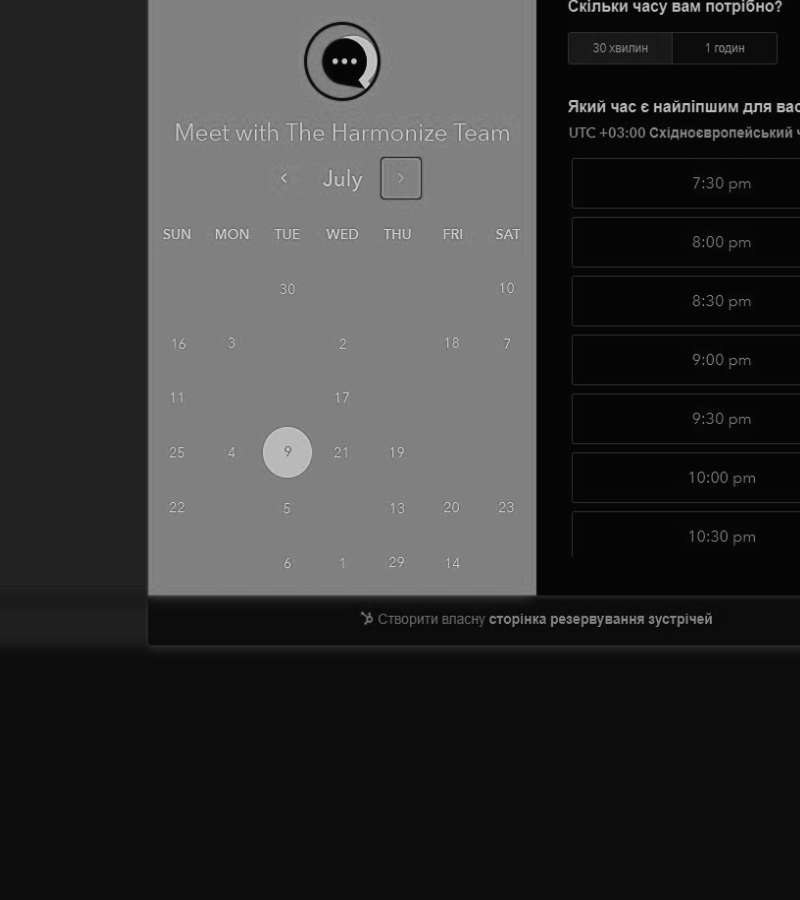 Meet with The Harmonize Team
July
SUN MON TUE WED THU FRI SAT
30 10
16 3 2 18 7
11 17
25 4 9 21 19
22 5 13 20 23
6 1 29 14
Скільки часу вам потрібно?
30 хвилин 1 годин
Який час є найліпшим для вас
UTC +03:00 Східноєвропейський ч
7:30 pm
8:00 pm
8:30 pm
9:00 pm
9:30 pm
10:00 pm
10:30 pm
Створити власну сторінка резервування зустрічей